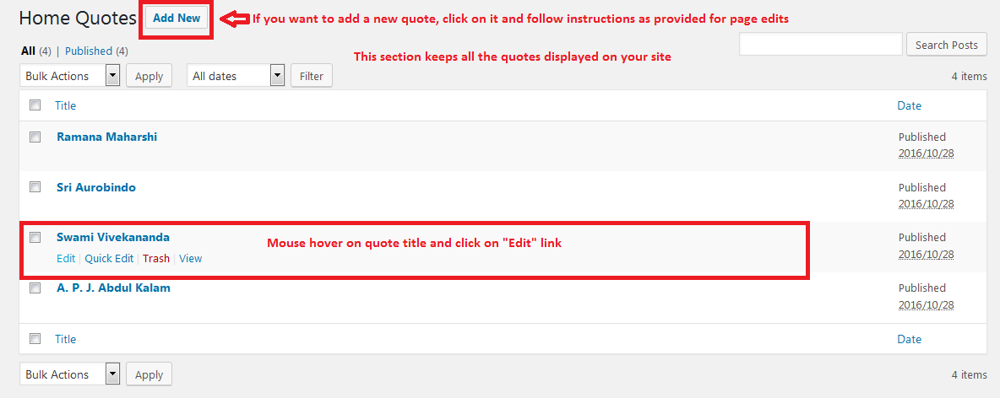 Home Quotes Add New If you want to add a new quote, click on it and follow instructions as provided for page edits
All (4) | Published (4) This section keeps all the quotes displayed on your site Search Posts
Bulk Actions Apply All dates Filter 4 items
Title Date
Ramana Maharshi Published
2016/10/28
Sri Aurobindo Published
2016/10/28
Swami Vivekananda Mouse hover on quote title and click on "Edit" link Published
Edit | Quick Edit | Trash | View 2016/10/28
A. P. J. Abdul Kalam Published
2016/10/28
Title Date
Bulk Actions Apply 4 items